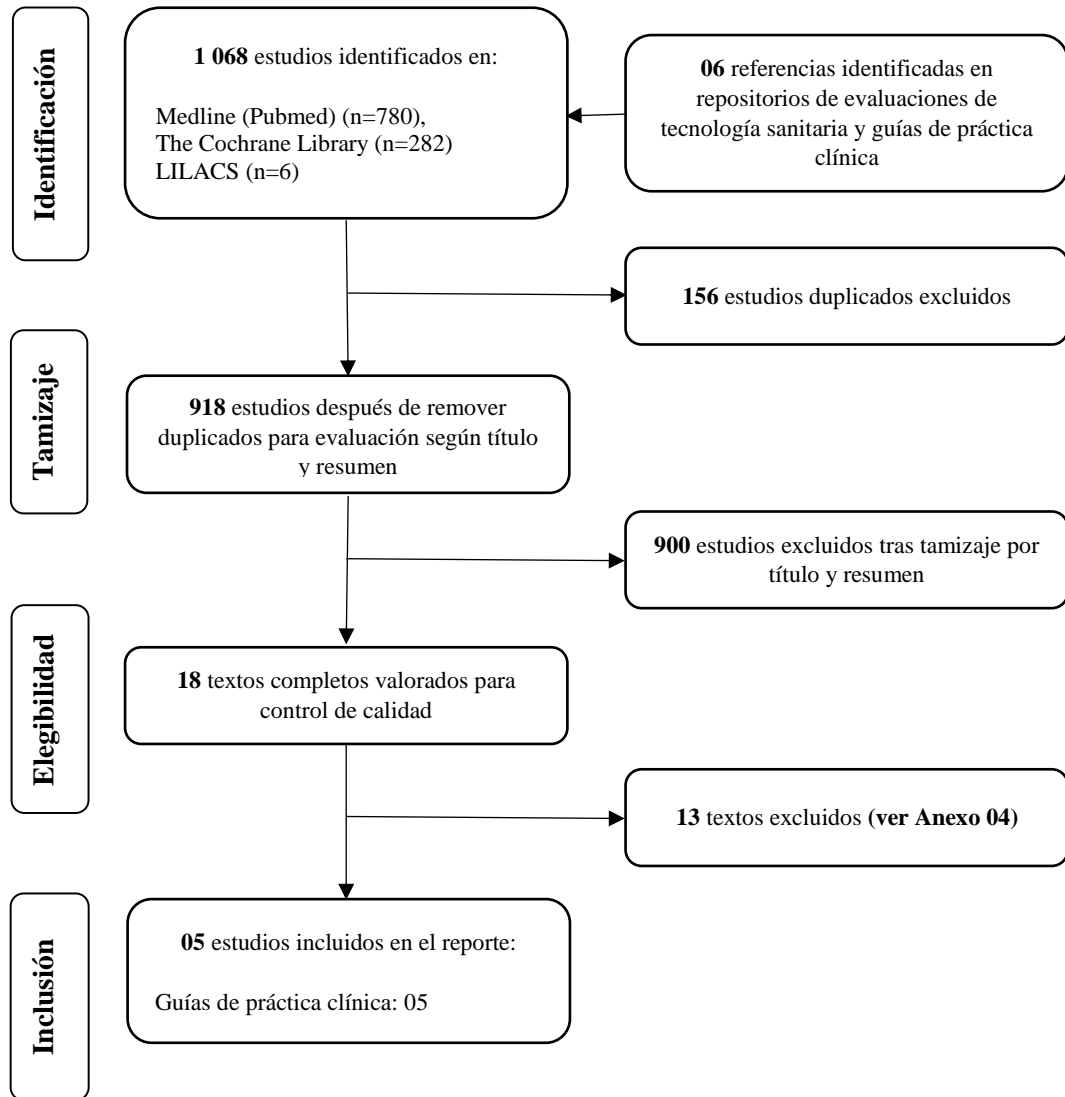 Identificación
1 068 estudios identificados en:
Medline (Pubmed) (n=780),
The Cochrane Library (n=282)
LILACS (n=6)
06 referencias identificadas en
repositorios de evaluaciones de
tecnología sanitaria y guías de práctica
clínica
156 estudios duplicados excluidos
Tamizaje
918 estudios después de remover
duplicados para evaluación según título
y resumen
900 estudios excluidos tras tamizaje por
título y resumen
Elegibilidad
18 textos completos valorados para
control de calidad
13 textos excluidos (ver Anexo 04)
Inclusión
05 estudios incluidos en el reporte:
Guías de práctica clínica: 05